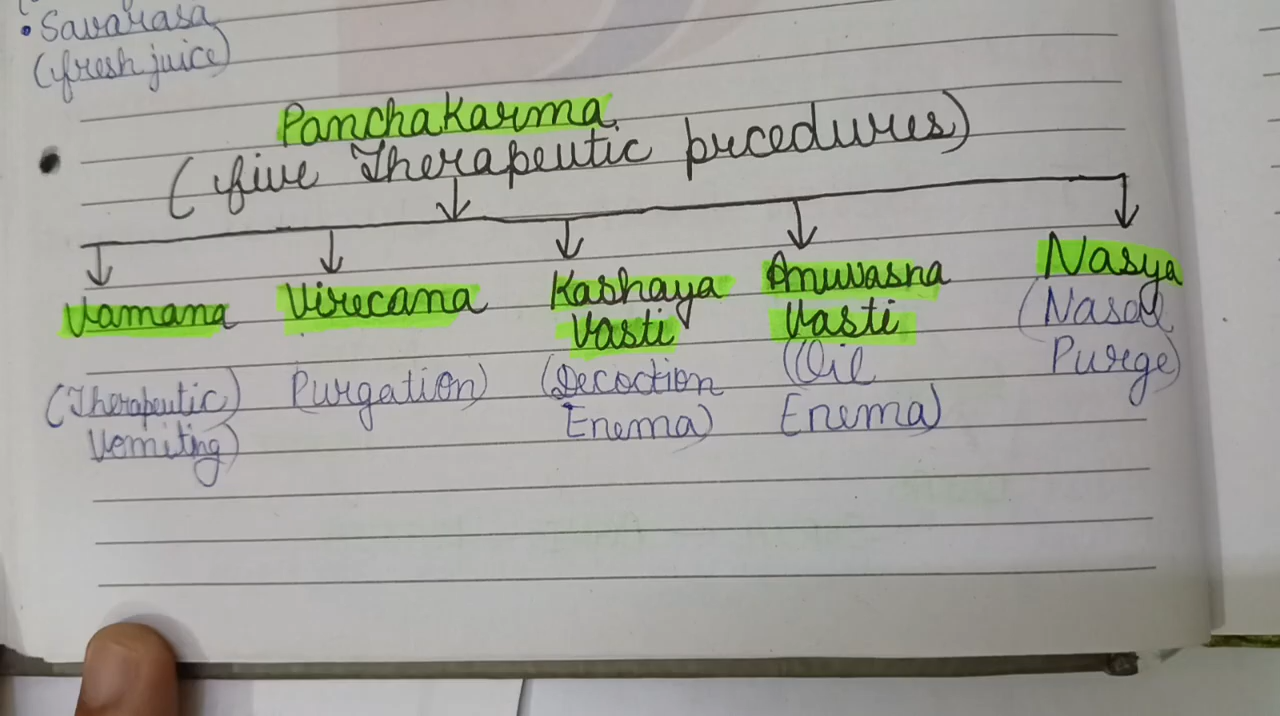 • Savarasa
(fresh juice)
Panchakarma
(five Therapeutic prcedures)
Vamana Virecana Kashaya Vasti Anuvasna Vasti Nasya
(Therapeutic Vomiting) Purgation) (Decoction Enema) (Oil Enema) (Nasal Purge)